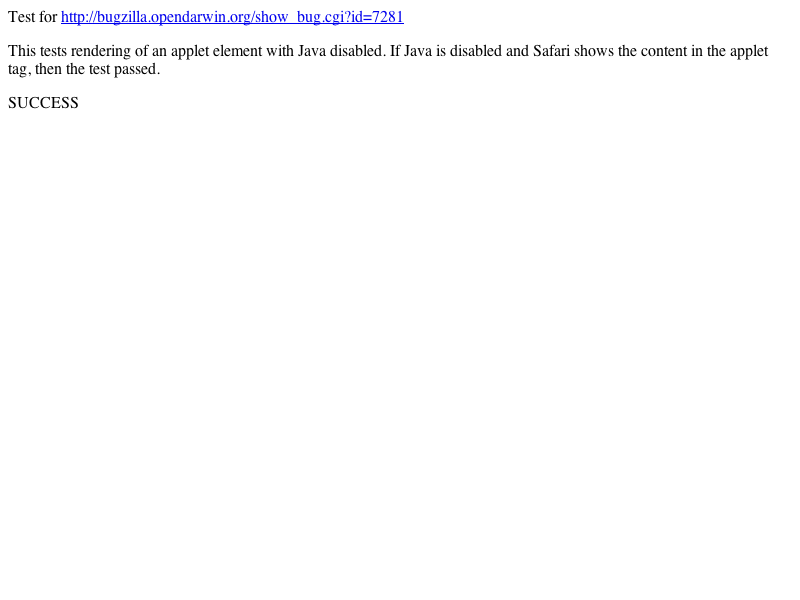 Test for http://bugzilla.opendarwin.org/show_bug.cgi?id=7281
This tests rendering of an applet element with Java disabled. If Java is disabled and Safari shows the content in the applet
tag, then the test passed.
SUCCESS